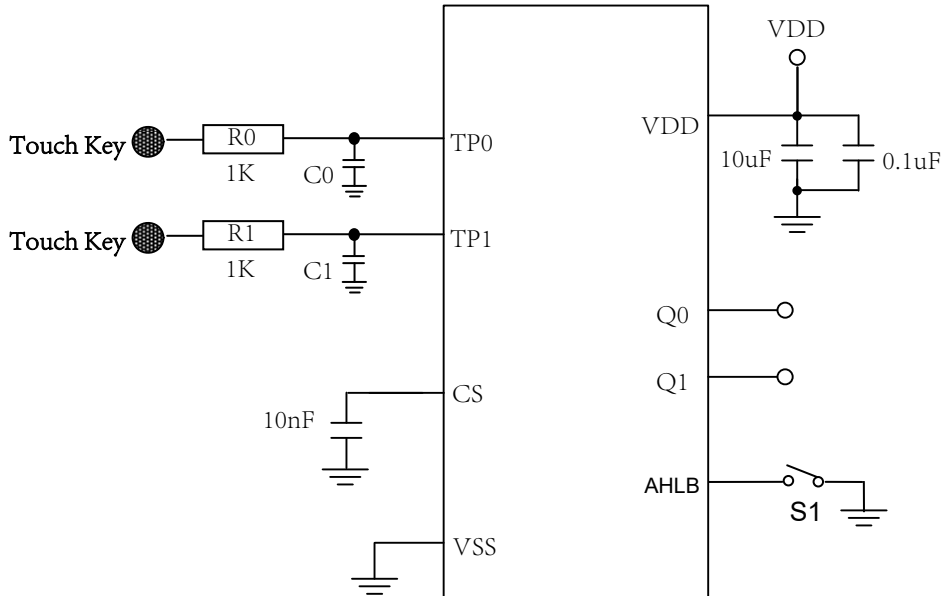 VDD
Touch Key
R0
1K
C0
TP0
VDD
10uF
0.1uF
Touch Key
R1
1K
C1
TP1
Q0
Q1
10nF
CS
AHLB
S1
VSS